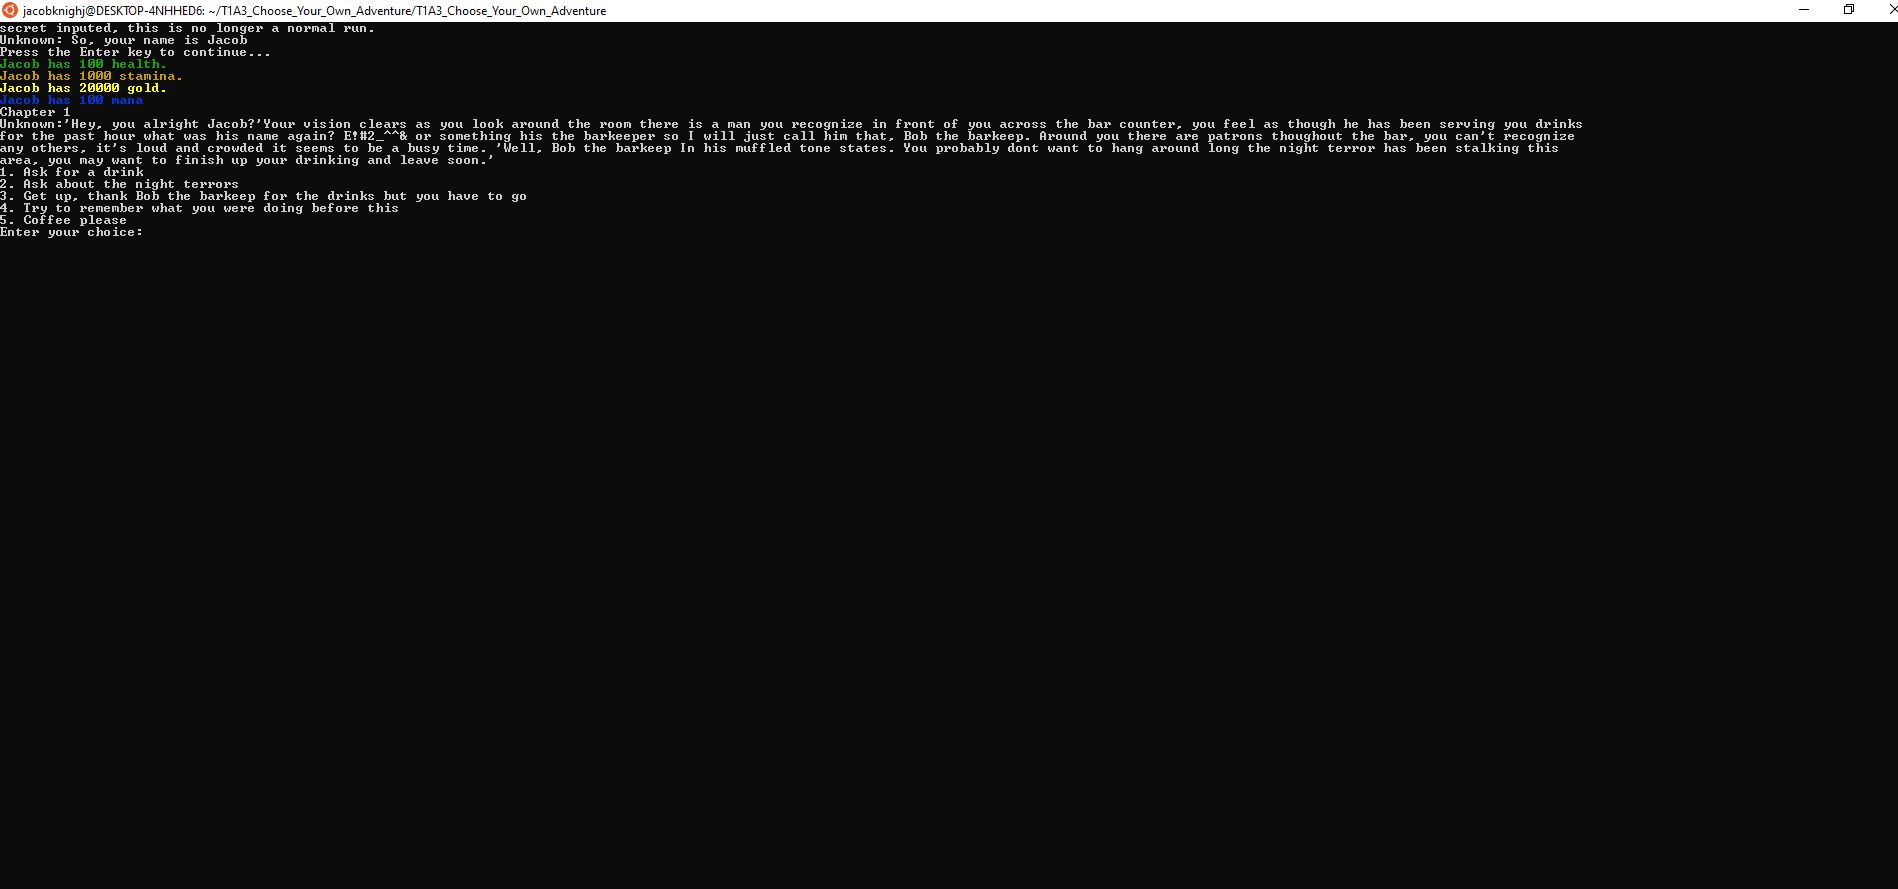 jacobknighj@DESKTOP-4NHHED6: ~/T1A3_Choose_Your_Own_Adventure/T1A3_Choose_Your_Own_Adventure
secret inputed, this is no longer a normal run.
Unknown: So, your name is Jacob
Press the Enter key to continue...
Jacob has 100 health.
Jacob has 1000 stamina.
Jacob has 20000 gold.
Jacob has 100 mana
Chapter 1
Unknown:'Hey, you alright Jacob?'Your vision clears as you look around the room there is a man you recognize in front of you across the bar counter, you feel as though he has been serving you drinks
for the past hour what was his name again? E!#2_^^& or something his the barkeeper so I will just call him that, Bob the barkeep. Around you there are patrons thoughout the bar, you can't recognize
any others, it's loud and crowded it seems to be a busy time. 'Well, Bob the barkeep In his muffled tone states. You probably dont want to hang around long the night terror has been stalking this
area, you may want to finish up your drinking and leave soon.'
1. Ask for a drink
2. Ask about the night terrors
3. Get up, thank Bob the barkeep for the drinks but you have to go
4. Try to remember what you were doing before this
5. Coffee please
Enter your choice: